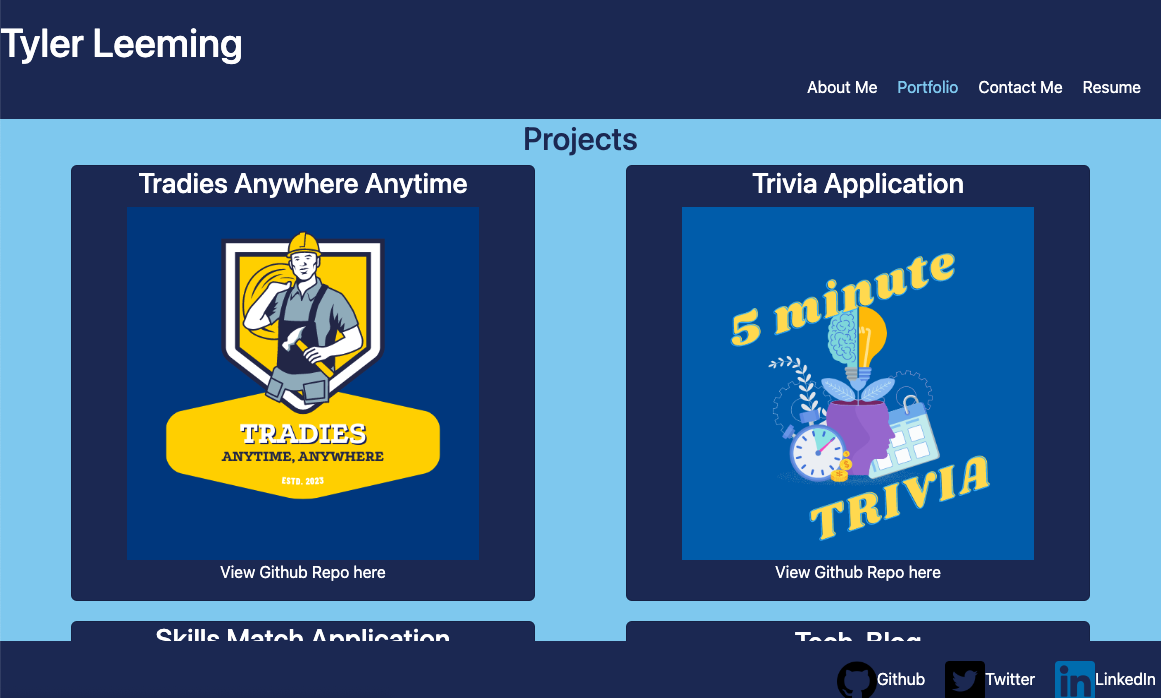 Tyler Leeming
About Me Portfolio Contact Me Resume
Projects
Tradies Anywhere Anytime
TRADIES
ANYTIME, ANYWHERE
ESTD. 2023
View Github Repo here
Trivia Application
5 minute
TRIVIA
View Github Repo here
Skills Match Application
Tech-Blog
Github Twitter LinkedIn